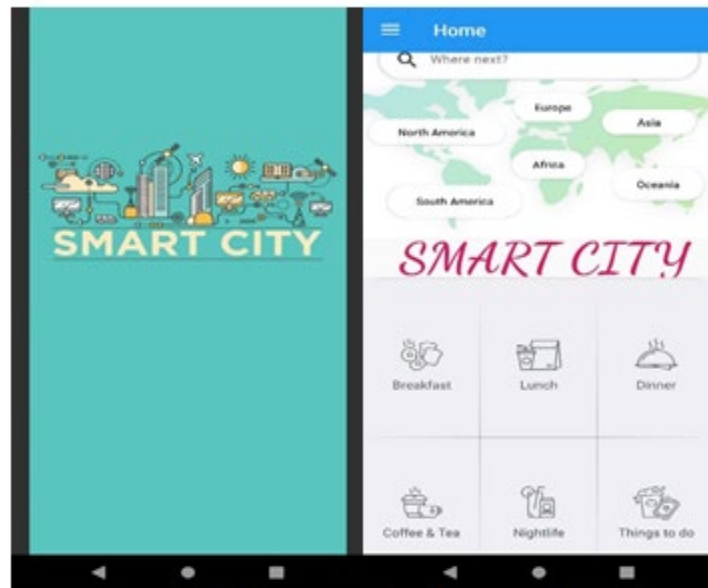 SMART CITY
Home
Where next?
Europe
Asia
North America
Africa
Oceania
South America
SMART CITY
Breakfast
Lunch
Dinner
Coffee & Tea
Nightlife
Things to do